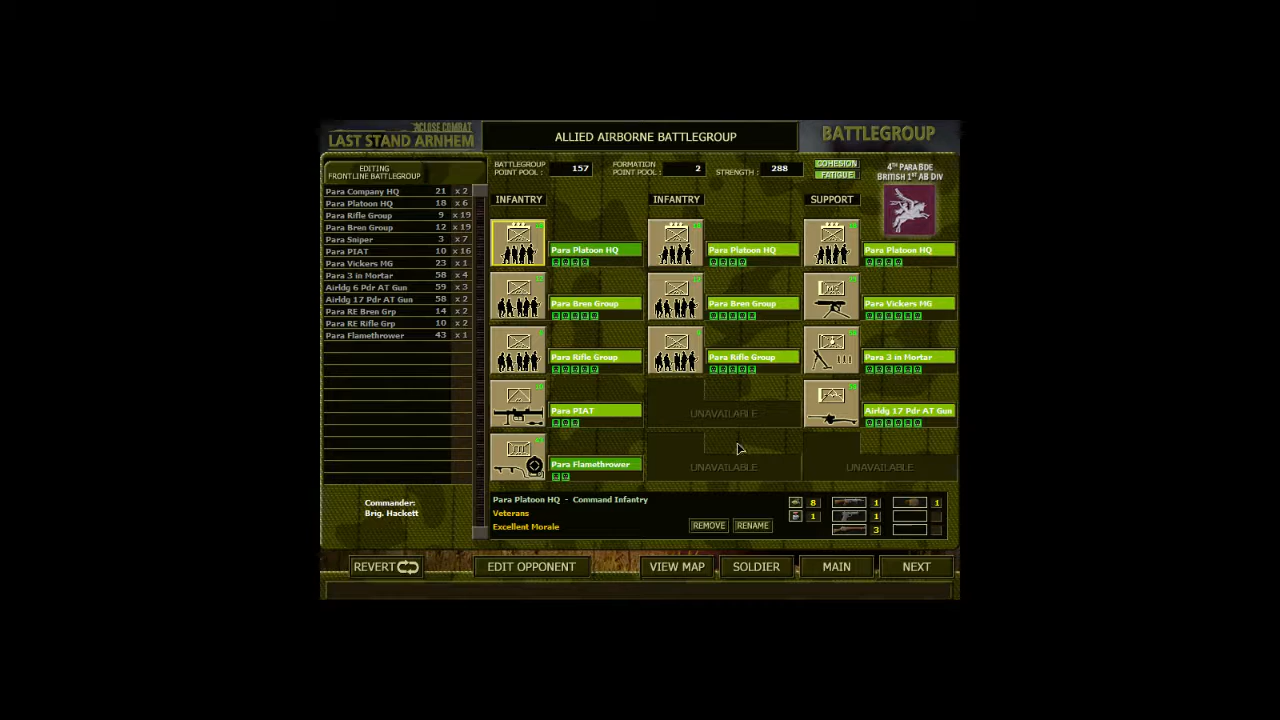 CLOSE COMBAT
LAST STAND ARNHEM
ALLIED AIRBORNE BATTLEGROUP
BATTLEGROUP
EDITING
FRONTLINE BATTLEGROUP
BATTLEGROUP
POINT POOL : 157
FORMATION
POINT POOL : 2
STRENGTH : 288
COHESION
FATIGUE
4TH PARA BDE
BRITISH 1ST AB DIV
Para Company HQ 21 x 2
Para Platoon HQ 18 x 6
Para Rifle Group 9 x 19
Para Bren Group 12 x 19
Para Sniper 3 x 7
Para PIAT 10 x 16
Para Vickers MG 23 x 1
Para 3 in Mortar 58 x 4
Airldg 6 Pdr AT Gun 59 x 3
Airldg 17 Pdr AT Gun 58 x 2
Para RE Bren Grp 14 x 2
Para RE Rifle Grp 10 x 2
Para Flamethrower 43 x 1
INFANTRY
INFANTRY
SUPPORT
Para Platoon HQ
Para Platoon HQ
Para Platoon HQ
Para Bren Group
Para Bren Group
Para Vickers MG
Para Rifle Group
Para Rifle Group
Para 3 in Mortar
Para PIAT
UNAVAILABLE
Airldg 17 Pdr AT Gun
Para Flamethrower
UNAVAILABLE
UNAVAILABLE
Commander:
Brig. Hackett
Para Platoon HQ - Command Infantry
Veterans
Excellent Morale
REMOVE
RENAME
8 1 1
1 1
3
REVERT
EDIT OPPONENT
VIEW MAP
SOLDIER
MAIN
NEXT